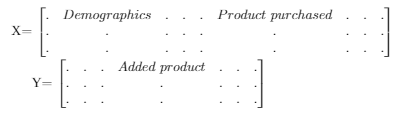 X= [. Demographics . . . Product purchased . . .]
[. . . . . . . . .]
[. . . . . . . . .]
Y= [. . . Added product . . .]
[. . . . . . .]
[. . . . . . .]